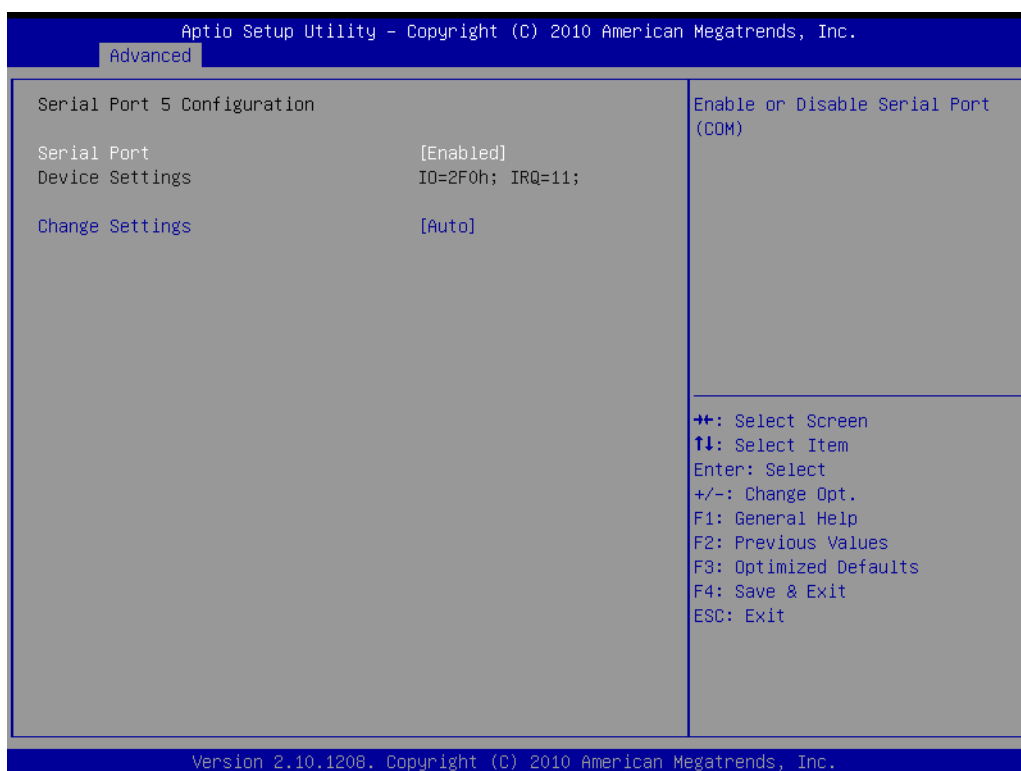 Aptio Setup Utility – Copyright (C) 2010 American Megatrends, Inc.
Advanced
Serial Port 5 Configuration
Serial Port [Enabled]
Device Settings IO=2F0h; IRQ=11;
Change Settings [Auto]
Enable or Disable Serial Port
(COM)
→←: Select Screen
↑↓: Select Item
Enter: Select
+/-: Change Opt.
F1: General Help
F2: Previous Values
F3: Optimized Defaults
F4: Save & Exit
ESC: Exit
Version 2.10.1208. Copyright (C) 2010 American Megatrends, Inc.